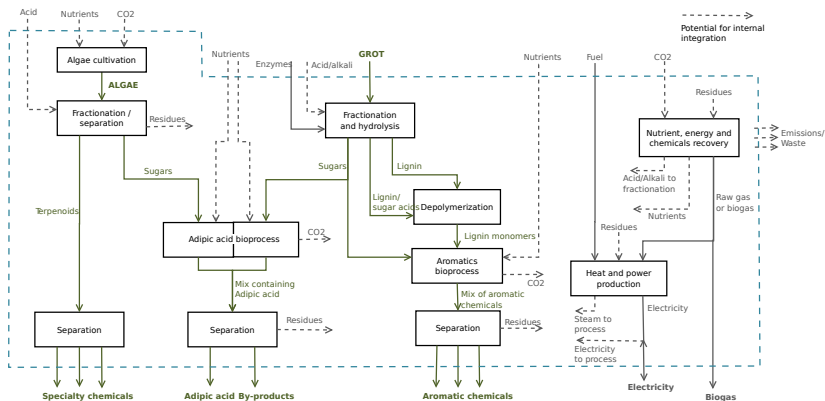 Acid
Nutrients
CO2
Algae cultivation
ALGAE
Fractionation /
separation
Residues
Sugars
Terpenoids
Nutrients
Enzymes
Acid/alkali
GROT
Fractionation
and hydrolysis
Sugars
Lignin
Lignin/
sugar acids
Depolymerization
Lignin monomers
Adipic acid bioprocess
CO2
Mix containing
Adipic acid
Aromatics
bioprocess
CO2
Mix of aromatic
chemicals
Nutrients
Fuel
CO2
Potential for internal
integration
Residues
Nutrient, energy and
chemicals recovery
Emissions/
Waste
Acid/Alkali to
fractionation
Nutrients
Raw gas
or biogas
Residues
Heat and power
production
Electricity
Steam to
process
Electricity
to process
Separation
Separation
Residues
Separation
Residues
Specialty chemicals
Adipic acid
By-products
Aromatic chemicals
Electricity
Biogas